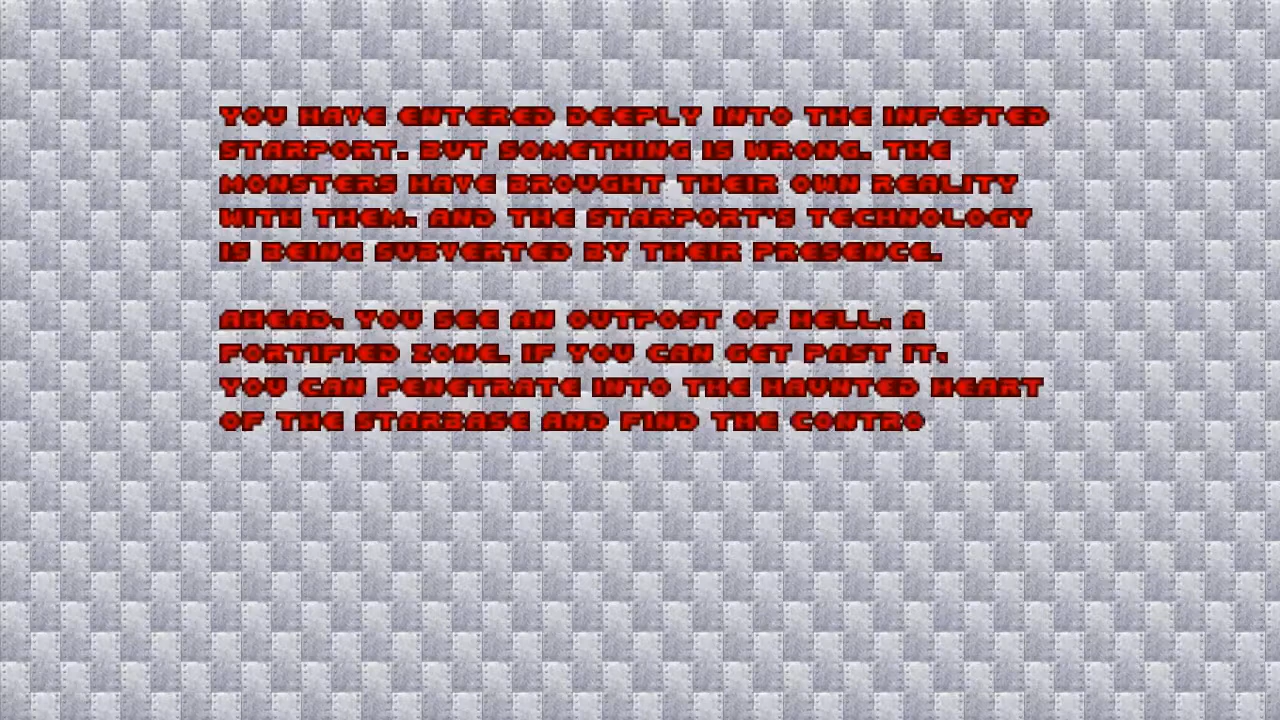 YOU HAVE ENTERED DEEPLY INTO THE INFESTED
STARPORT. BUT SOMETHING IS WRONG. THE
MONSTERS HAVE BROUGHT THEIR OWN REALITY
WITH THEM, AND THE STARPORT'S TECHNOLOGY
IS BEING SUBVERTED BY THEIR PRESENCE.
AHEAD, YOU SEE AN OUTPOST OF HELL, A
FORTIFIED ZONE. IF YOU CAN GET PAST IT,
YOU CAN PENETRATE INTO THE HAUNTED HEART
OF THE STARBASE AND FIND THE CONTRO